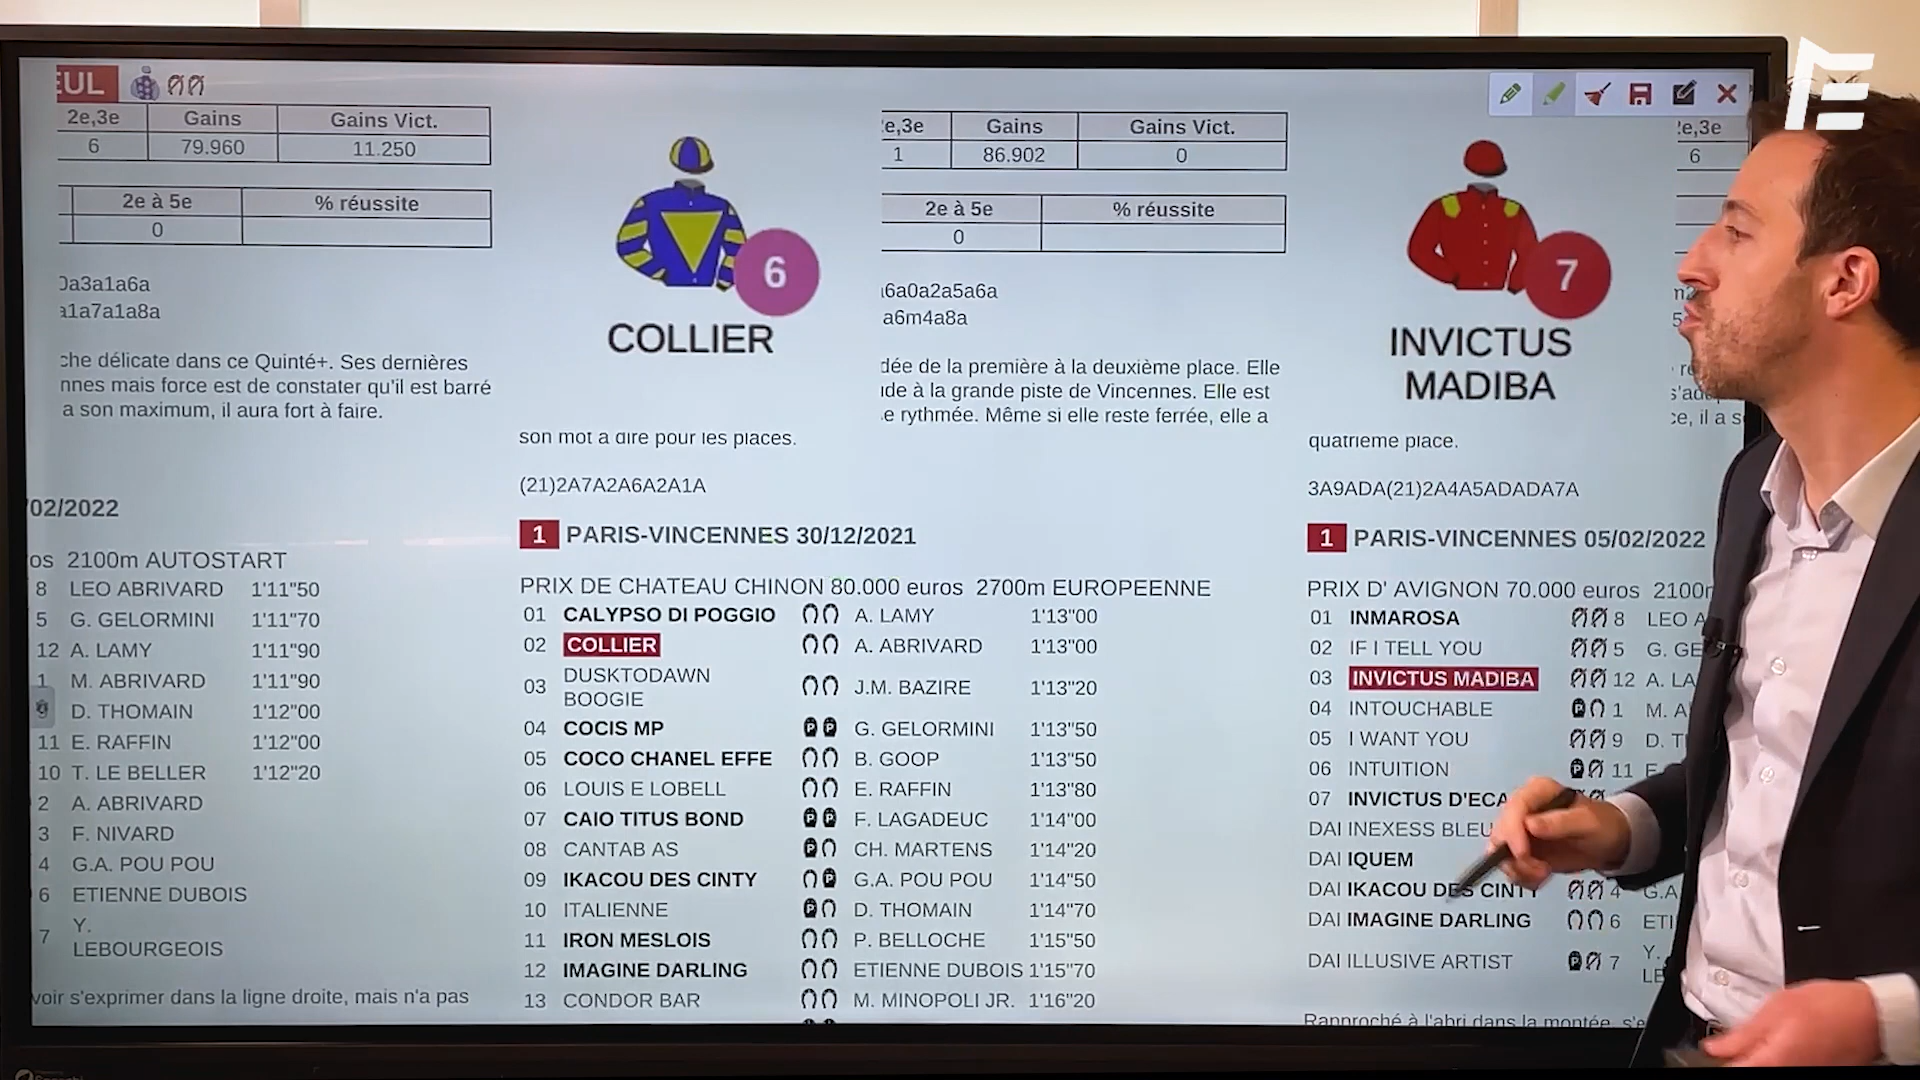 EUL
2e,3e Gains Gains Vict.
6 79.960 11.250
2e à 5e % réussite
0
0a3a1a6a
a1a7a1a8a
che délicate dans ce Quinté+. Ses dernières
nnes mais force est de constater qu'il est barré
a son maximum, il aura fort à faire.
/02/2022
os 2100m AUTOSTART
8 LEO ABRIVARD 1'11"50
5 G. GELORMINI 1'11"70
12 A. LAMY 1'11"90
1 M. ABRIVARD 1'11"90
9 D. THOMAIN 1'12"00
11 E. RAFFIN 1'12"00
10 T. LE BELLER 1'12"20
2 A. ABRIVARD
3 F. NIVARD
4 G.A. POU POU
6 ETIENNE DUBOIS
7 Y.
LEBOURGEOIS
voir s'exprimer dans la ligne droite, mais n'a pas
6
COLLIER
son mot a dire pour les places.
(21)2A7A2A6A2A1A
1 PARIS-VINCENNES 30/12/2021
PRIX DE CHATEAU CHINON 80.000 euros 2700m EUROPEENNE
01 CALYPSO DI POGGIO A. LAMY 1'13"00
02 COLLIER A. ABRIVARD 1'13"00
03 DUSKTODAWN
BOOGIE J.M. BAZIRE 1'13"20
04 COCIS MP P P G. GELORMINI 1'13"50
05 COCO CHANEL EFFE B. GOOP 1'13"50
06 LOUIS E LOBELL E. RAFFIN 1'13"80
07 CAIO TITUS BOND P P F. LAGADEUC 1'14"00
08 CANTAB AS P CH. MARTENS 1'14"20
09 IKACOU DES CINTY P G.A. POU POU 1'14"50
10 ITALIENNE P D. THOMAIN 1'14"70
11 IRON MESLOIS P. BELLOCHE 1'15"50
12 IMAGINE DARLING ETIENNE DUBOIS 1'15"70
13 CONDOR BAR M. MINOPOLI JR. 1'16"20
e,3e Gains Gains Vict.
1 86.902 0
2e à 5e % réussite
0
a6a0a2a5a6a
a6m4a8a
dée de la première à la deuxième place. Elle
ude à la grande piste de Vincennes. Elle est
e rythmée. Même si elle reste ferrée, elle a
7
INVICTUS
MADIBA
quatrieme place.
3A9ADA(21)2A4A5ADADA7A
1 PARIS-VINCENNES 05/02/2022
PRIX D' AVIGNON 70.000 euros 2100m
01 INMAROSA 8 LEO A
02 IF I TELL YOU 5 G. GE
03 INVICTUS MADIBA 12 A. LA
04 INTOUCHABLE P 1 M. A
05 I WANT YOU 9 D. T
06 INTUITION P 11 E
07 INVICTUS D'ECA
DAI INEXESS BLEU
DAI IQUEM
DAI IKACOU DES CINTY 4 G.A
DAI IMAGINE DARLING 6 ETI
DAI ILLUSIVE ARTIST P 7 Y.
LE
Rapproché à l'abri dans la montée, s'e
2e,3e
6
E